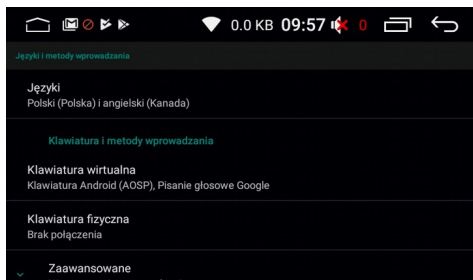 0.0 KB 09:57 0
Języki i metody wprowadzania
Języki
Polski (Polska) i angielski (Kanada)
Klawiatura i metody wprowadzania
Klawiatura wirtualna
Klawiatura Android (AOSP), Pisanie głosowe Google
Klawiatura fizyczna
Brak połączenia
Zaawansowane